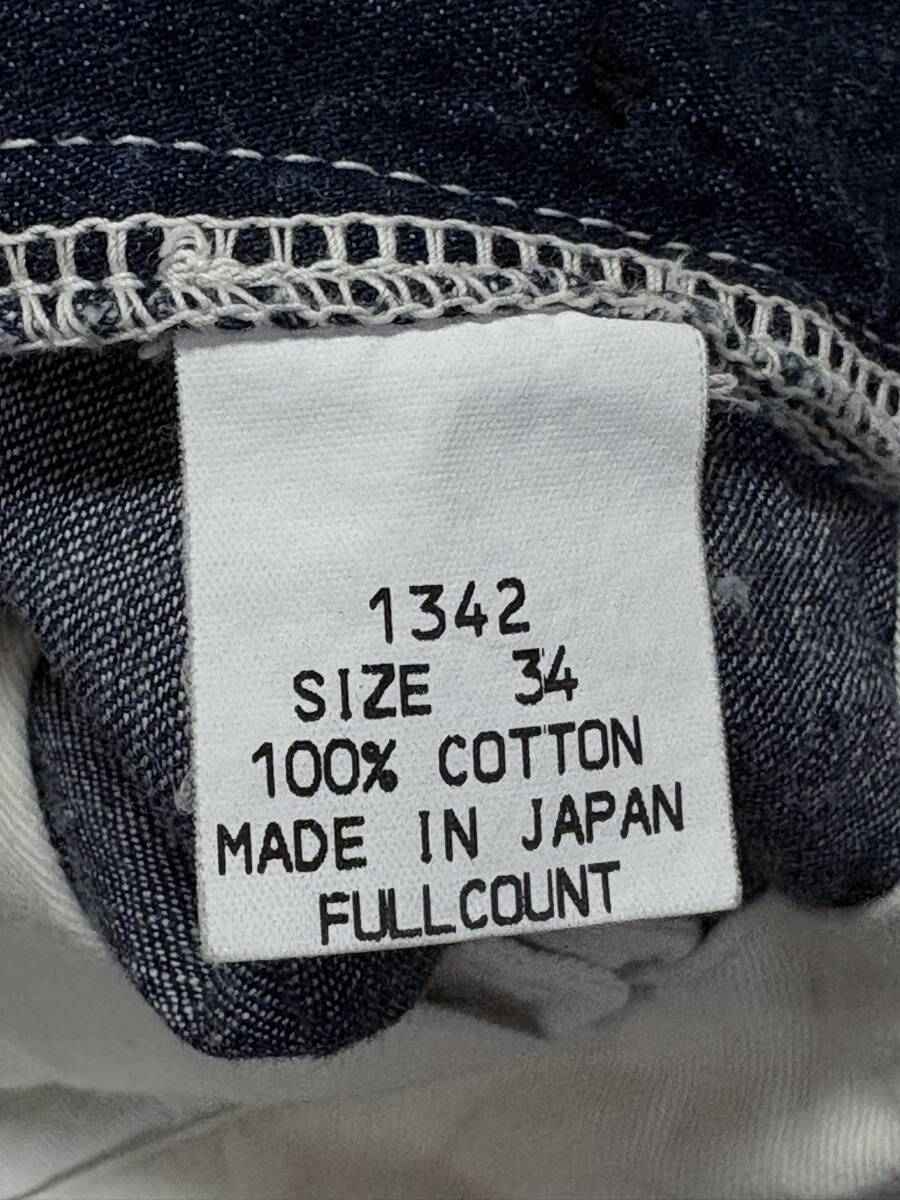 1342
SIZE 34
100% COTTON
MADE IN JAPAN
FULLCOUNT